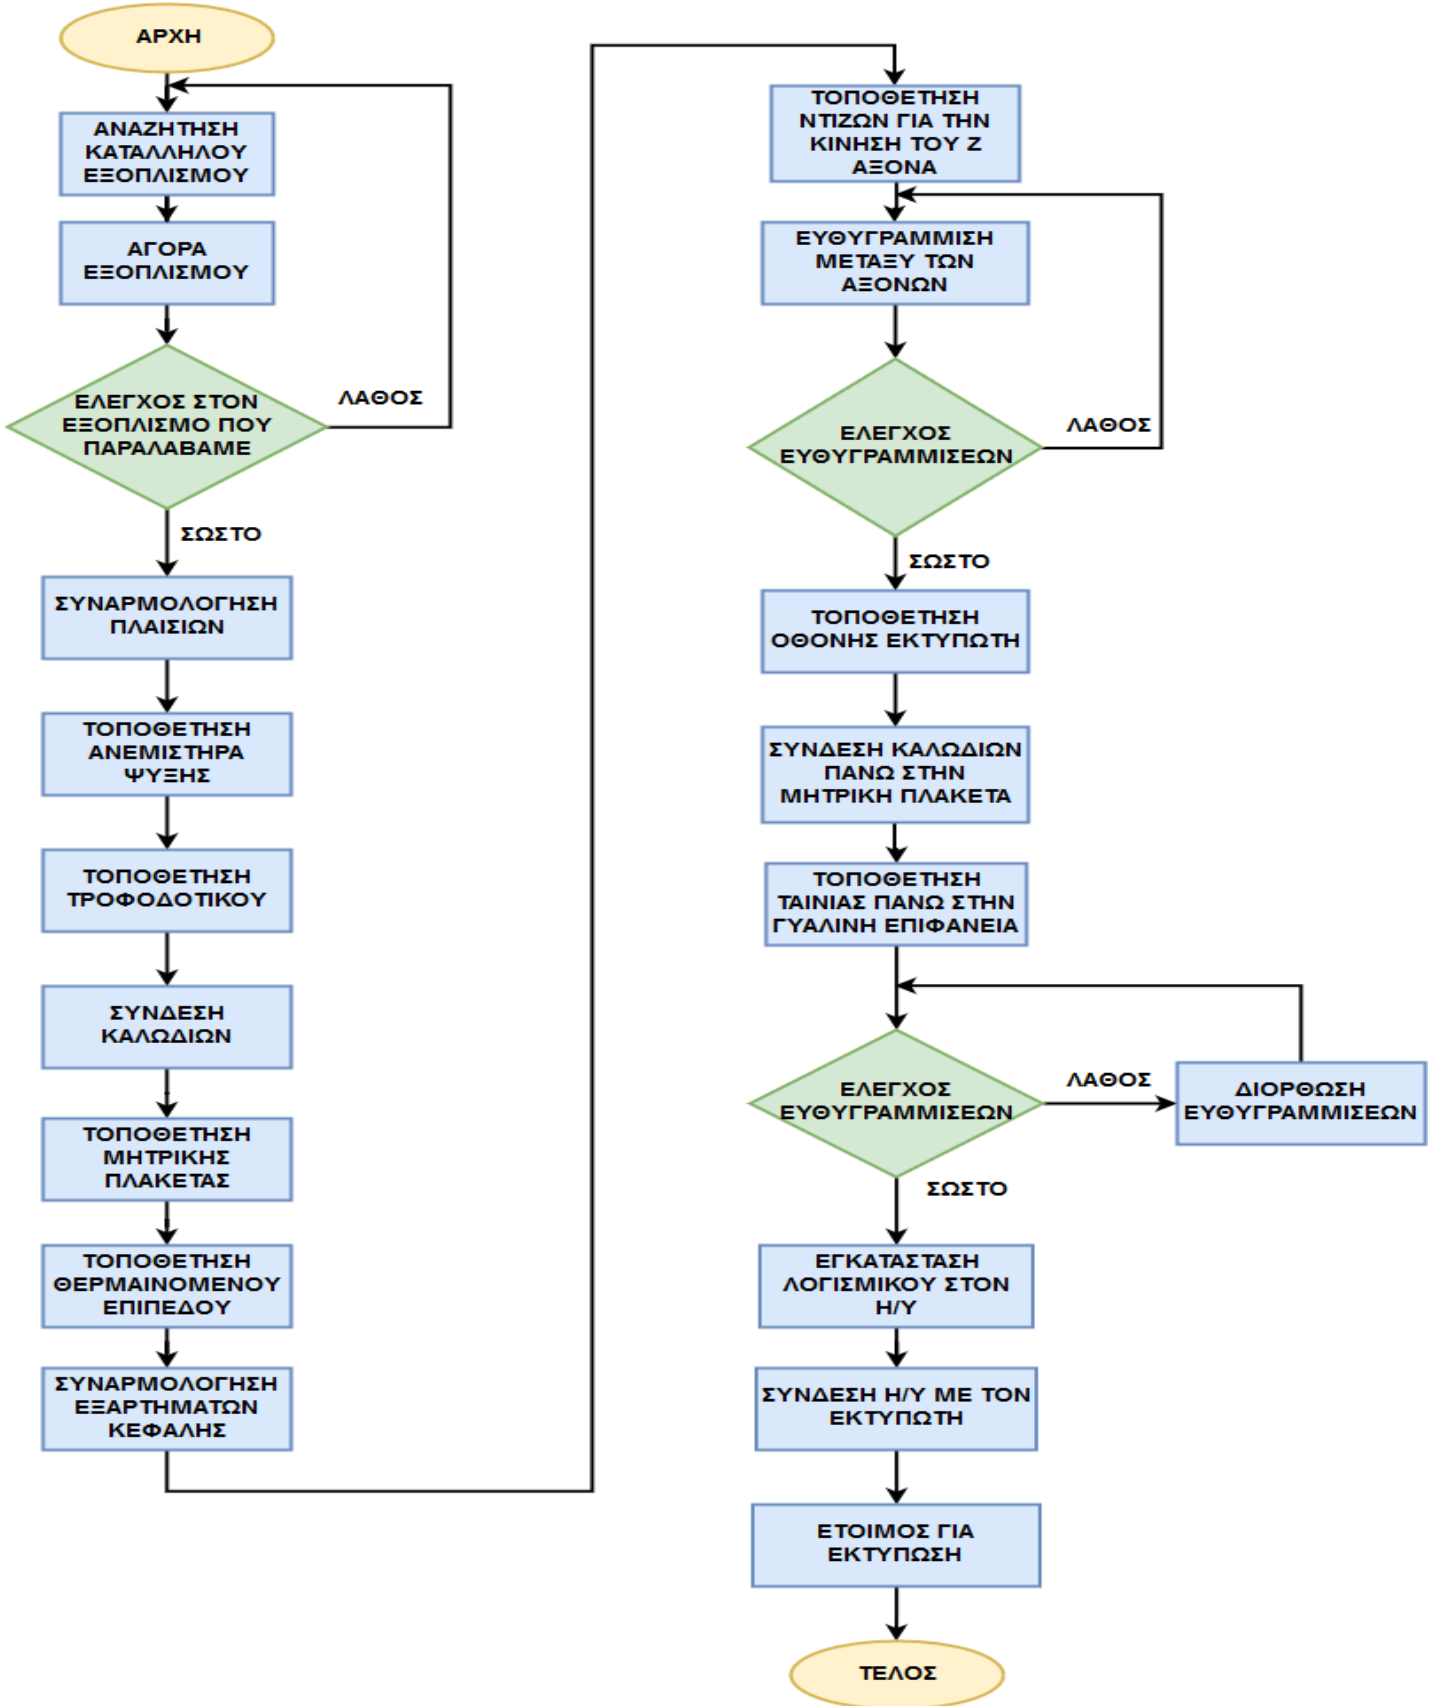 ΑΡΧΗ
ΑΝΑΖΗΤΗΣΗ
ΚΑΤΑΛΛΗΛΟΥ
ΕΞΟΠΛΙΣΜΟΥ
ΑΓΟΡΑ
ΕΞΟΠΛΙΣΜΟΥ
ΕΛΕΓΧΟΣ ΣΤΟΝ
ΕΞΟΠΛΙΣΜΟ ΠΟΥ
ΠΑΡΑΛΑΒΑΜΕ
ΛΑΘΟΣ
ΣΩΣΤΟ
ΣΥΝΑΡΜΟΛΟΓΗΣΗ
ΠΛΑΙΣΙΩΝ
ΤΟΠΟΘΕΤΗΣΗ
ΑΝΕΜΙΣΤΗΡΑ
ΨΥΞΗΣ
ΤΟΠΟΘΕΤΗΣΗ
ΤΡΟΦΟΔΟΤΙΚΟΥ
ΣΥΝΔΕΣΗ
ΚΑΛΩΔΙΩΝ
ΤΟΠΟΘΕΤΗΣΗ
ΜΗΤΡΙΚΗΣ
ΠΛΑΚΕΤΑΣ
ΤΟΠΟΘΕΤΗΣΗ
ΘΕΡΜΑΙΝΟΜΕΝΟΥ
ΕΠΙΠΕΔΟΥ
ΣΥΝΑΡΜΟΛΟΓΗΣΗ
ΕΞΑΡΤΗΜΑΤΩΝ
ΚΕΦΑΛΗΣ
ΤΟΠΟΘΕΤΗΣΗ
ΝΤΙΖΩΝ ΓΙΑ ΤΗΝ
ΚΙΝΗΣΗ ΤΟΥ Ζ
ΑΞΟΝΑ
ΕΥΘΥΓΡΑΜΜΙΣΗ
ΜΕΤΑΞΥ ΤΩΝ
ΑΞΟΝΩΝ
ΕΛΕΓΧΟΣ
ΕΥΘΥΓΡΑΜΜΙΣΕΩΝ
ΛΑΘΟΣ
ΣΩΣΤΟ
ΤΟΠΟΘΕΤΗΣΗ
ΟΘΟΝΗΣ ΕΚΤΥΠΩΤΗ
ΣΥΝΔΕΣΗ ΚΑΛΩΔΙΩΝ
ΠΑΝΩ ΣΤΗΝ
ΜΗΤΡΙΚΗ ΠΛΑΚΕΤΑ
ΤΟΠΟΘΕΤΗΣΗ
ΤΑΙΝΙΑΣ ΠΑΝΩ ΣΤΗΝ
ΓΥΑΛΙΝΗ ΕΠΙΦΑΝΕΙΑ
ΕΛΕΓΧΟΣ
ΕΥΘΥΓΡΑΜΜΙΣΕΩΝ
ΛΑΘΟΣ
ΔΙΟΡΘΩΣΗ
ΕΥΘΥΓΡΑΜΜΙΣΕΩΝ
ΣΩΣΤΟ
ΕΓΚΑΤΑΣΤΑΣΗ
ΛΟΓΙΣΜΙΚΟΥ ΣΤΟΝ
Η/Υ
ΣΥΝΔΕΣΗ Η/Υ ΜΕ ΤΟΝ
ΕΚΤΥΠΩΤΗ
ΕΤΟΙΜΟΣ ΓΙΑ
ΕΚΤΥΠΩΣΗ
ΤΕΛΟΣ